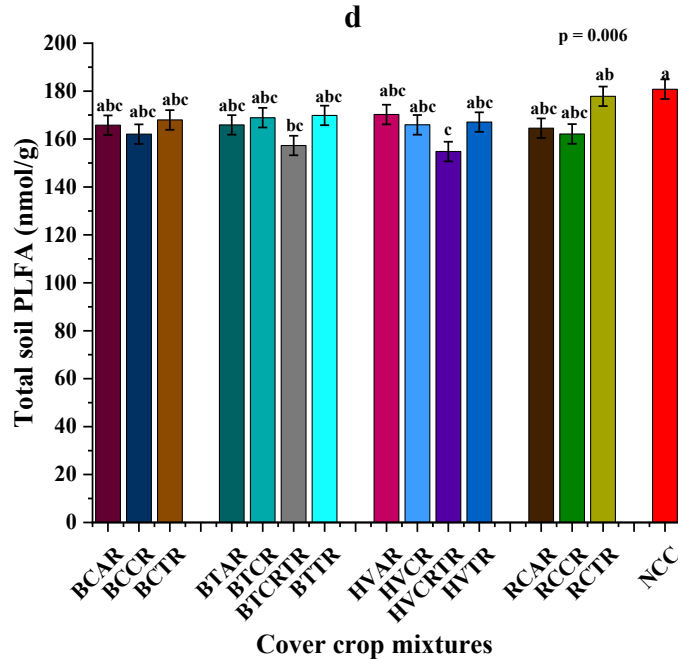 d
p = 0.006
Total soil PLFA (nmol/g)
200
180
160
140
120
100
80
60
40
20
0
abc abc abc abc abc bc abc abc abc c abc abc abc ab a
BCAR BCCR BCTR BTAR BTCR BTCRTR BTTR HVAR HVCR HVCRTR HVTR RCAR RCCR RCTR NCC
Cover crop mixtures